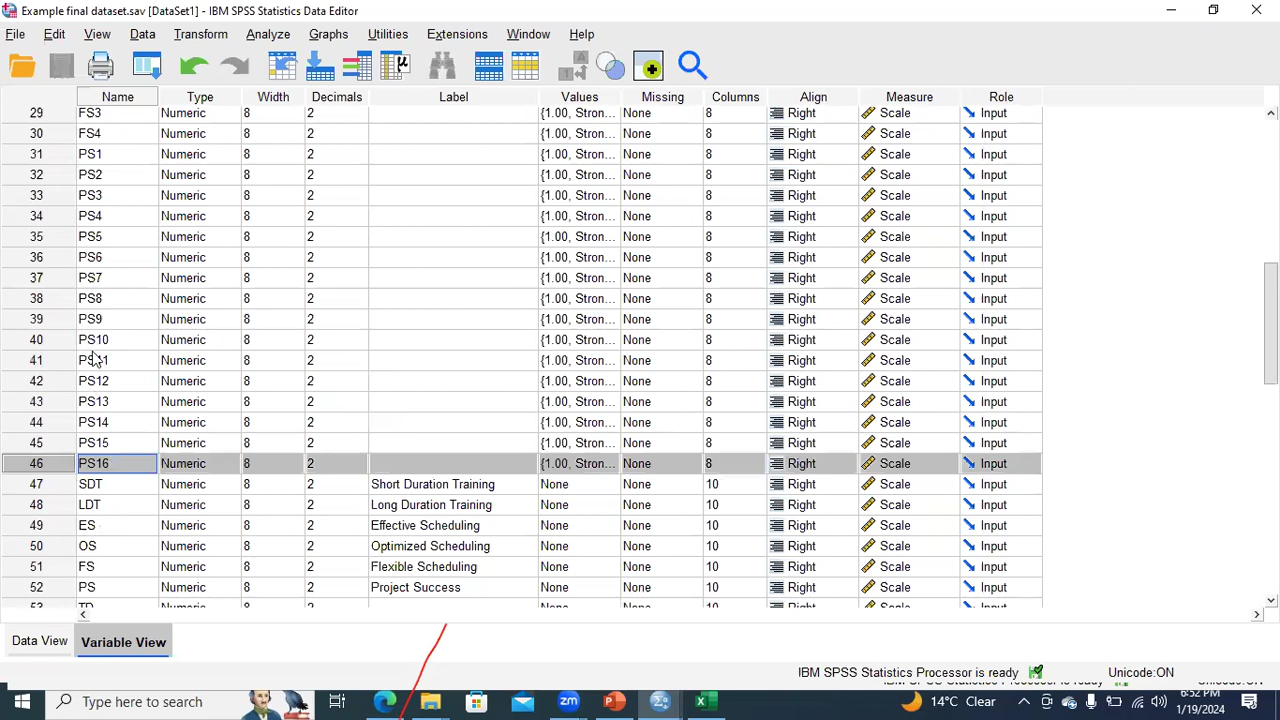 Example final dataset.sav [DataSet1] - IBM SPSS Statistics Data Editor
File Edit View Data Transform Analyze Graphs Utilities Extensions Window Help
Name Type Width Decimals Label Values Missing Columns Align Measure Role
29 FS3 Numeric 8 2 {1.00, Stron... None 8 Right Scale Input
30 FS4 Numeric 8 2 {1.00, Stron... None 8 Right Scale Input
31 PS1 Numeric 8 2 {1.00, Stron... None 8 Right Scale Input
32 PS2 Numeric 8 2 {1.00, Stron... None 8 Right Scale Input
33 PS3 Numeric 8 2 {1.00, Stron... None 8 Right Scale Input
34 PS4 Numeric 8 2 {1.00, Stron... None 8 Right Scale Input
35 PS5 Numeric 8 2 {1.00, Stron... None 8 Right Scale Input
36 PS6 Numeric 8 2 {1.00, Stron... None 8 Right Scale Input
37 PS7 Numeric 8 2 {1.00, Stron... None 8 Right Scale Input
38 PS8 Numeric 8 2 {1.00, Stron... None 8 Right Scale Input
39 PS9 Numeric 8 2 {1.00, Stron... None 8 Right Scale Input
40 PS10 Numeric 8 2 {1.00, Stron... None 8 Right Scale Input
41 PS11 Numeric 8 2 {1.00, Stron... None 8 Right Scale Input
42 PS12 Numeric 8 2 {1.00, Stron... None 8 Right Scale Input
43 PS13 Numeric 8 2 {1.00, Stron... None 8 Right Scale Input
44 PS14 Numeric 8 2 {1.00, Stron... None 8 Right Scale Input
45 PS15 Numeric 8 2 {1.00, Stron... None 8 Right Scale Input
46 PS16 Numeric 8 2 {1.00, Stron... None 8 Right Scale Input
47 SDT Numeric 8 2 Short Duration Training None None 10 Right Scale Input
48 LDT Numeric 8 2 Long Duration Training None None 10 Right Scale Input
49 ES Numeric 8 2 Effective Scheduling None None 10 Right Scale Input
50 OS Numeric 8 2 Optimized Scheduling None None 10 Right Scale Input
51 FS Numeric 8 2 Flexible Scheduling None None 10 Right Scale Input
52 PS Numeric 8 2 Project Success None None 10 Right Scale Input
53 Numeric 8 2 None None 10 Right Scale Input
Data View Variable View
IBM SPSS Statistics Processor is ready Unicode:ON
Type here to search
14°C Clear
6:52 PM
1/19/2024